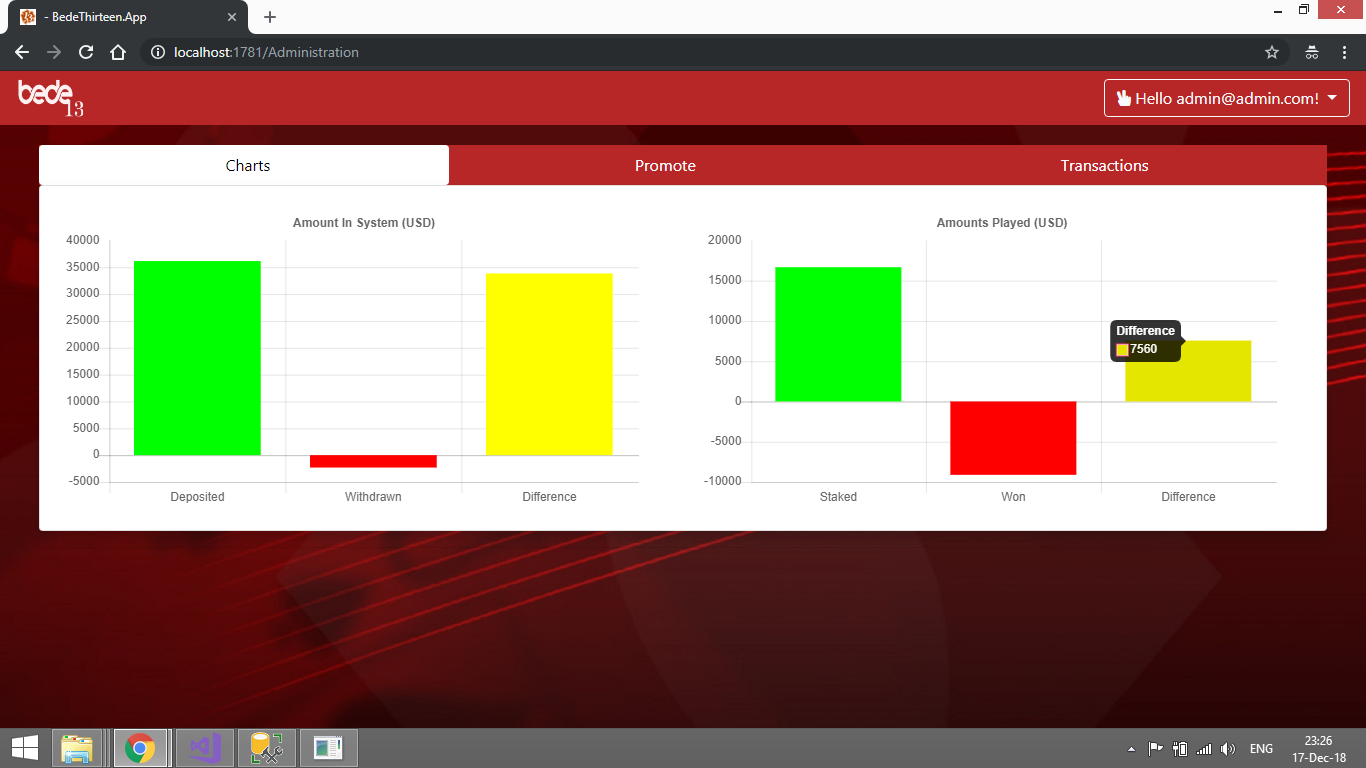 - BedeThirteen.App
localhost:1781/Administration
bede 13
Hello admin@admin.com!
Charts
Promote
Transactions
Amount In System (USD)
40000
35000
30000
25000
20000
15000
10000
5000
0
-5000
Deposited
Withdrawn
Difference
Amounts Played (USD)
20000
15000
10000
5000
0
-5000
-10000
Difference
7560
Staked
Won
Difference
ENG
23:26
17-Dec-18